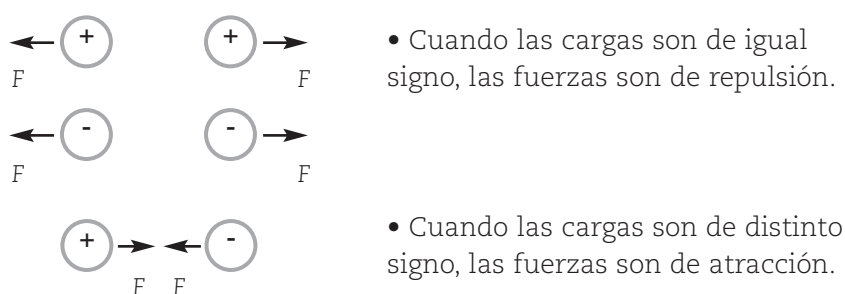 + +
• Cuando las cargas son de igual
F F
signo, las fuerzas son de repulsión.
- -
F F
+ -
• Cuando las cargas son de distinto
signo, las fuerzas son de atracción.
F F